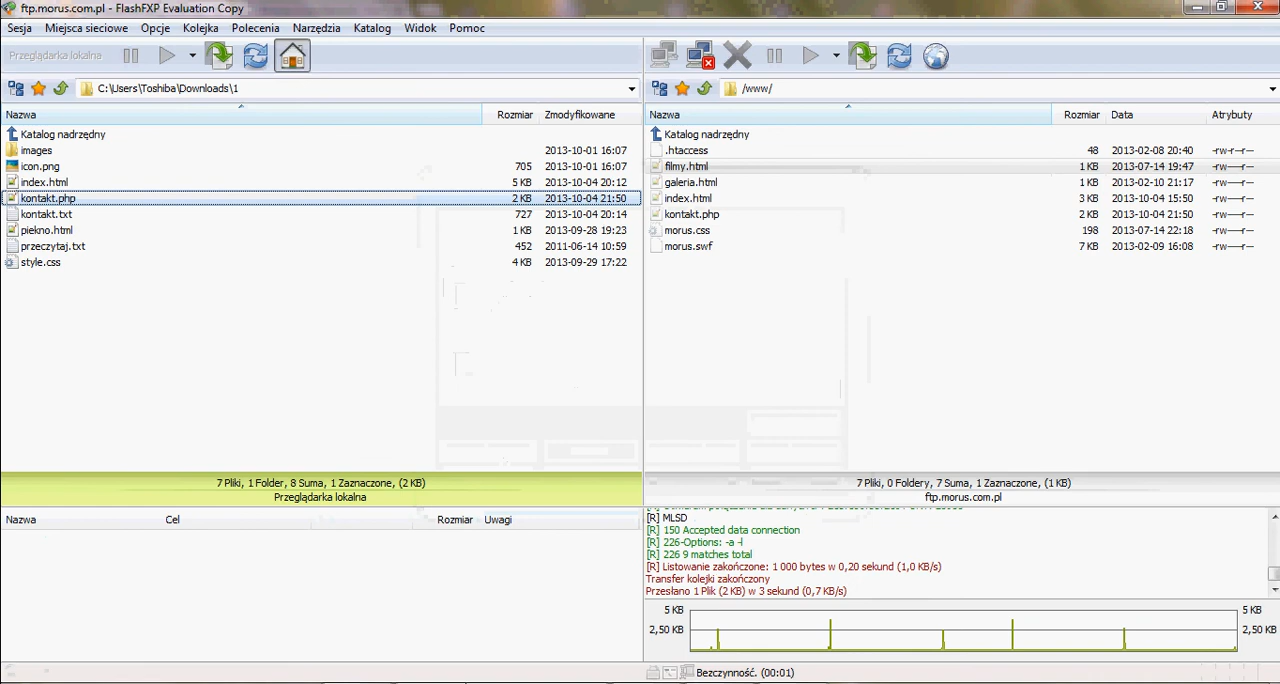 ftp.morus.com.pl - FlashFXP Evaluation Copy
Sesja Miejsca sieciowe Opcje Kolejka Polecenia Narzędzia Katalog Widok Pomoc
Przeglądarka lokalna
C:\Users\Toshiba\Downloads\1
Nazwa Rozmiar Zmodyfikowane
Katalog nadrzędny
images 2013-10-01 16:07
icon.png 705 2013-10-01 16:07
index.html 5 KB 2013-10-04 20:12
kontakt.php 2 KB 2013-10-04 21:50
kontakt.txt 727 2013-10-04 20:14
piekno.html 1 KB 2013-09-28 19:23
przeczytaj.txt 452 2011-06-14 10:59
style.css 4 KB 2013-09-29 17:22
7 Pliki, 1 Folder, 8 Suma, 1 Zaznaczone, (2 KB)
Przeglądarka lokalna
Nazwa Cel Rozmiar Uwagi
/www/
Nazwa Rozmiar Data Atrybuty
Katalog nadrzędny
.htaccess 48 2013-02-08 20:40 -rw-r--r--
filmy.html 1 KB 2013-07-14 19:47 -rw-r--r--
galeria.html 1 KB 2013-02-10 21:17 -rw-r--r--
index.html 3 KB 2013-10-04 15:50 -rw-r--r--
kontakt.php 2 KB 2013-10-04 21:50 -rw-r--r--
morus.css 198 2013-07-14 22:18 -rw-r--r--
morus.swf 7 KB 2013-02-09 16:08 -rw-r--r--
7 Pliki, 0 Foldery, 7 Suma, 1 Zaznaczone, (1 KB)
ftp.morus.com.pl
[R] MLSD
[R] 150 Accepted data connection
[R] 226-Options: -a -l
[R] 226 9 matches total
[R] Listowanie zakończone: 1 000 bytes w 0,20 sekund (1,0 KB/s)
Transfer kolejki zakończony
Przesłano 1 Plik (2 KB) w 3 sekund (0,7 KB/s)
5 KB 5 KB
2,50 KB 2,50 KB
Bezczynność. (00:01)